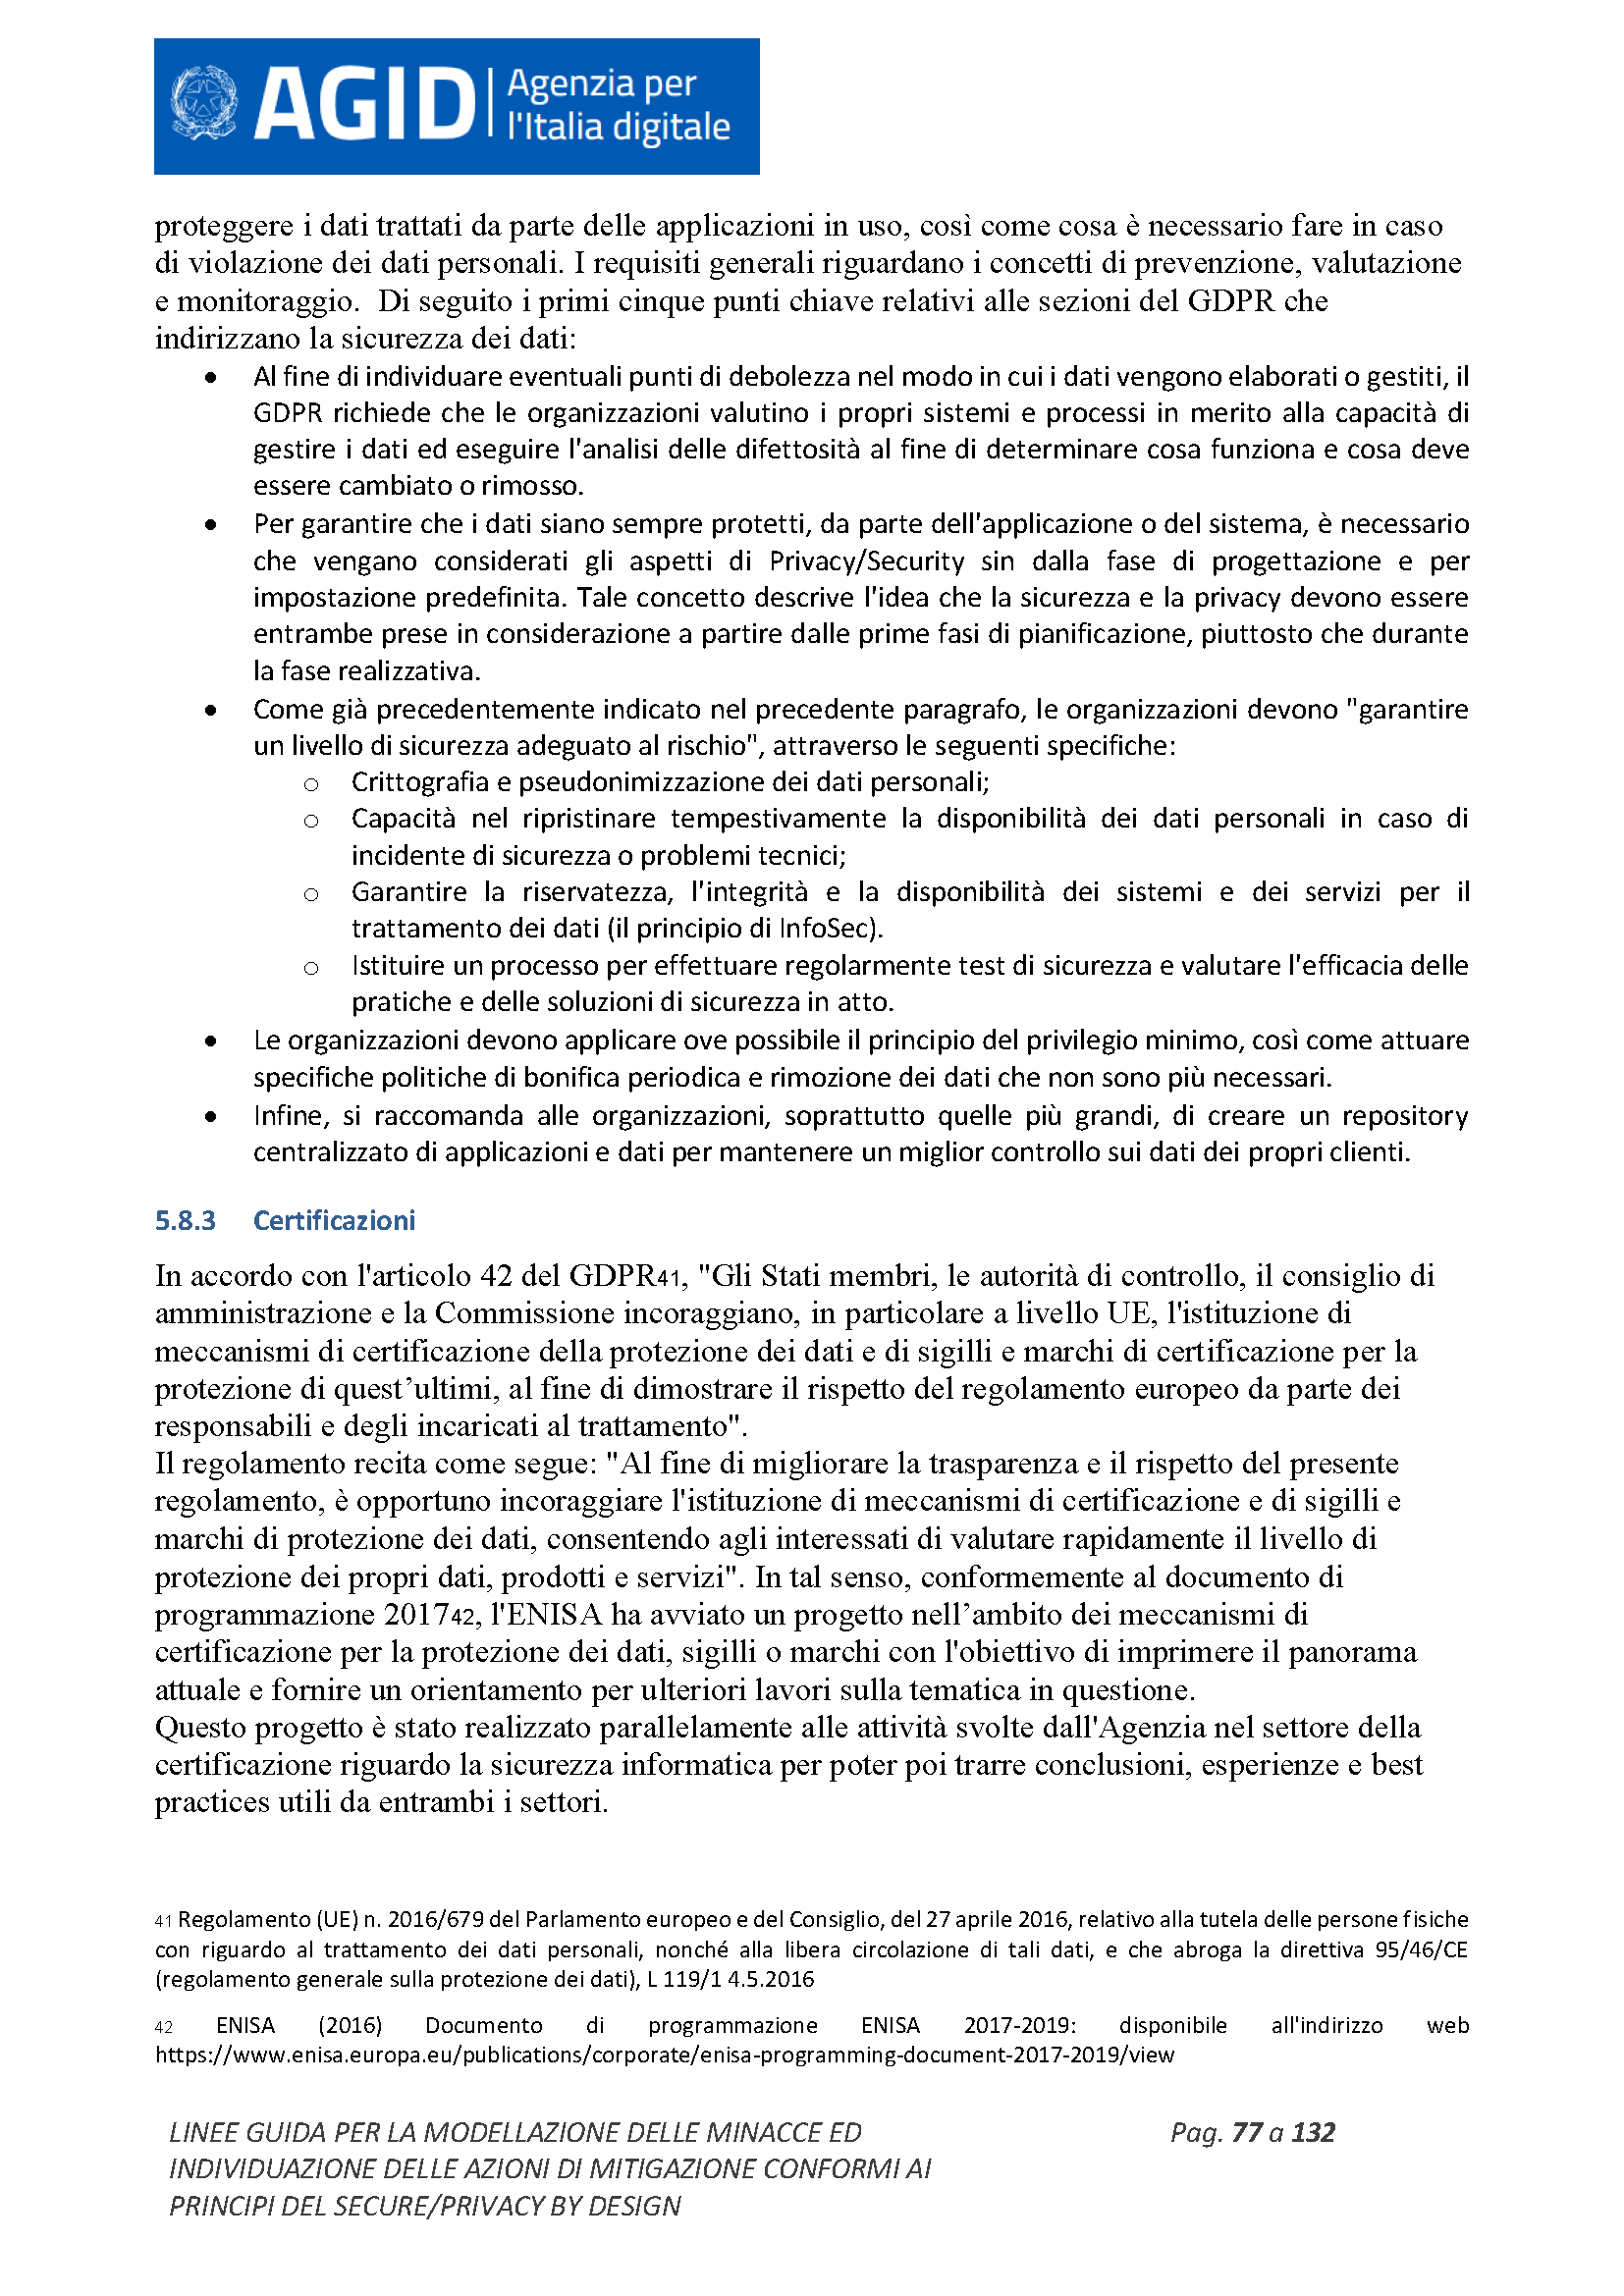 AGID
Agenzia per
l'Italia digitale
proteggere i dati trattati da parte delle applicazioni in uso, così come cosa è necessario fare in caso
di violazione dei dati personali. I requisiti generali riguardano i concetti di prevenzione, valutazione
e monitoraggio.  Di seguito i primi cinque punti chiave relativi alle sezioni del GDPR che
indirizzano la sicurezza dei dati:
• Al fine di individuare eventuali punti di debolezza nel modo in cui i dati vengono elaborati o gestiti, il
GDPR richiede che le organizzazioni valutino i propri sistemi e processi in merito alla capacità di
gestire i dati ed eseguire l'analisi delle difettosità al fine di determinare cosa funziona e cosa deve
essere cambiato o rimosso.
• Per garantire che i dati siano sempre protetti, da parte dell'applicazione o del sistema, è necessario
che vengano considerati gli aspetti di Privacy/Security sin dalla fase di progettazione e per
impostazione predefinita. Tale concetto descrive l'idea che la sicurezza e la privacy devono essere
entrambe prese in considerazione a partire dalle prime fasi di pianificazione, piuttosto che durante
la fase realizzativa.
• Come già precedentemente indicato nel precedente paragrafo, le organizzazioni devono "garantire
un livello di sicurezza adeguato al rischio", attraverso le seguenti specifiche:
o Crittografia e pseudonimizzazione dei dati personali;
o Capacità nel ripristinare tempestivamente la disponibilità dei dati personali in caso di
incidente di sicurezza o problemi tecnici;
o Garantire la riservatezza, l'integrità e la disponibilità dei sistemi e dei servizi per il
trattamento dei dati (il principio di InfoSec).
o Istituire un processo per effettuare regolarmente test di sicurezza e valutare l'efficacia delle
pratiche e delle soluzioni di sicurezza in atto.
• Le organizzazioni devono applicare ove possibile il principio del privilegio minimo, così come attuare
specifiche politiche di bonifica periodica e rimozione dei dati che non sono più necessari.
• Infine, si raccomanda alle organizzazioni, soprattutto quelle più grandi, di creare un repository
centralizzato di applicazioni e dati per mantenere un miglior controllo sui dati dei propri clienti.
5.8.3 Certificazioni
In accordo con l'articolo 42 del GDPR41, "Gli Stati membri, le autorità di controllo, il consiglio di
amministrazione e la Commissione incoraggiano, in particolare a livello UE, l'istituzione di
meccanismi di certificazione della protezione dei dati e di sigilli e marchi di certificazione per la
protezione di quest’ultimi, al fine di dimostrare il rispetto del regolamento europeo da parte dei
responsabili e degli incaricati al trattamento".
Il regolamento recita come segue: "Al fine di migliorare la trasparenza e il rispetto del presente
regolamento, è opportuno incoraggiare l'istituzione di meccanismi di certificazione e di sigilli e
marchi di protezione dei dati, consentendo agli interessati di valutare rapidamente il livello di
protezione dei propri dati, prodotti e servizi". In tal senso, conformemente al documento di
programmazione 201742, l'ENISA ha avviato un progetto nell’ambito dei meccanismi di
certificazione per la protezione dei dati, sigilli o marchi con l'obiettivo di imprimere il panorama
attuale e fornire un orientamento per ulteriori lavori sulla tematica in questione.
Questo progetto è stato realizzato parallelamente alle attività svolte dall'Agenzia nel settore della
certificazione riguardo la sicurezza informatica per poter poi trarre conclusioni, esperienze e best
practices utili da entrambi i settori.
41 Regolamento (UE) n. 2016/679 del Parlamento europeo e del Consiglio, del 27 aprile 2016, relativo alla tutela delle persone fisiche
con riguardo al trattamento dei dati personali, nonché alla libera circolazione di tali dati, e che abroga la direttiva 95/46/CE
(regolamento generale sulla protezione dei dati), L 119/1 4.5.2016
42 ENISA (2016) Documento di programmazione ENISA 2017-2019: disponibile all'indirizzo web
https://www.enisa.europa.eu/publications/corporate/enisa-programming-document-2017-2019/view
LINEE GUIDA PER LA MODELLAZIONE DELLE MINACCE ED
INDIVIDUAZIONE DELLE AZIONI DI MITIGAZIONE CONFORMI AI
PRINCIPI DEL SECURE/PRIVACY BY DESIGN
Pag. 77 a 132